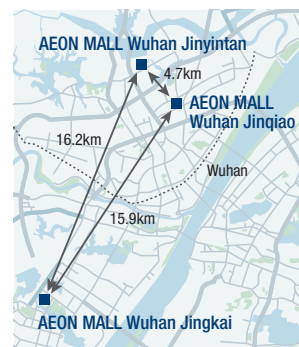 AEON MALL Wuhan Jinyintan
4.7km
AEON MALL
Wuhan Jinqiao
16.2km
Wuhan
15.9km
AEON MALL Wuhan Jingkai